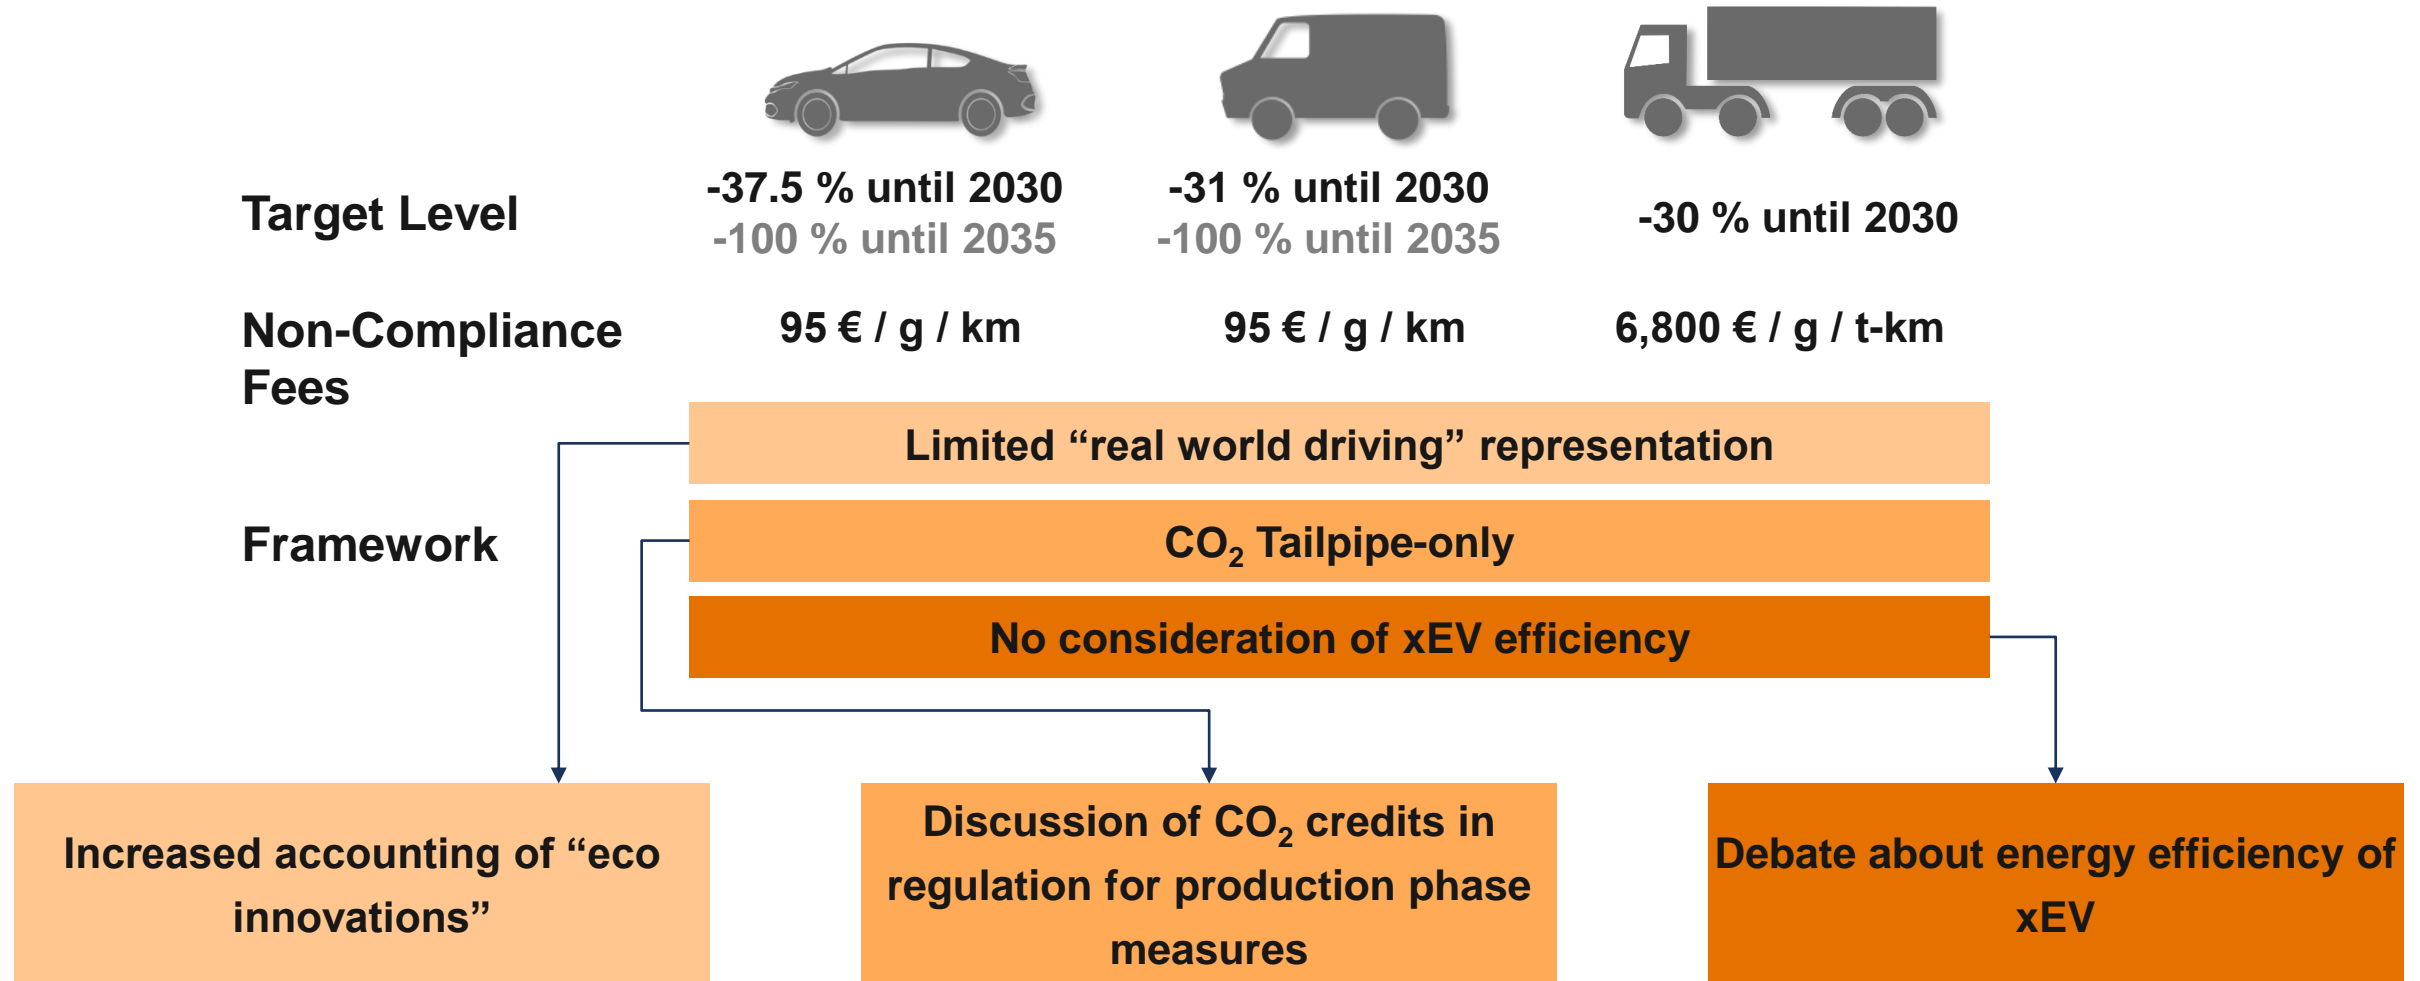 Target Level
-37.5 % until 2030
-100 % until 2035
-31 % until 2030
-100 % until 2035
-30 % until 2030
Non-Compliance
Fees
95 € / g / km
95 € / g / km
6,800 € / g / t-km
Framework
Limited “real world driving” representation
CO₂ Tailpipe-only
No consideration of xEV efficiency
Increased accounting of “eco
innovations”
Discussion of CO₂ credits in
regulation for production phase
measures
Debate about energy efficiency of
xEV